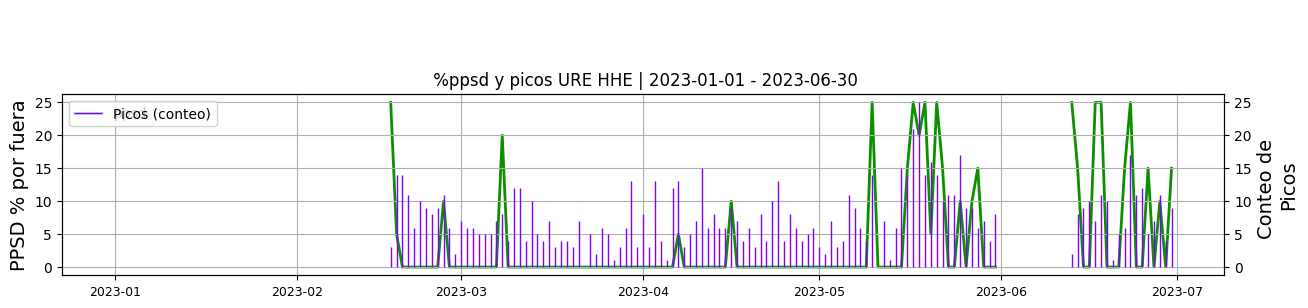 %ppsd y picos URE HHE | 2023-01-01 - 2023-06-30
PPSD % por fuera
25
20
15
10
5
0
Picos (conteo)
25
20
15
10
5
0
Conteo de
Picos
2023-01 2023-02 2023-03 2023-04 2023-05 2023-06 2023-07